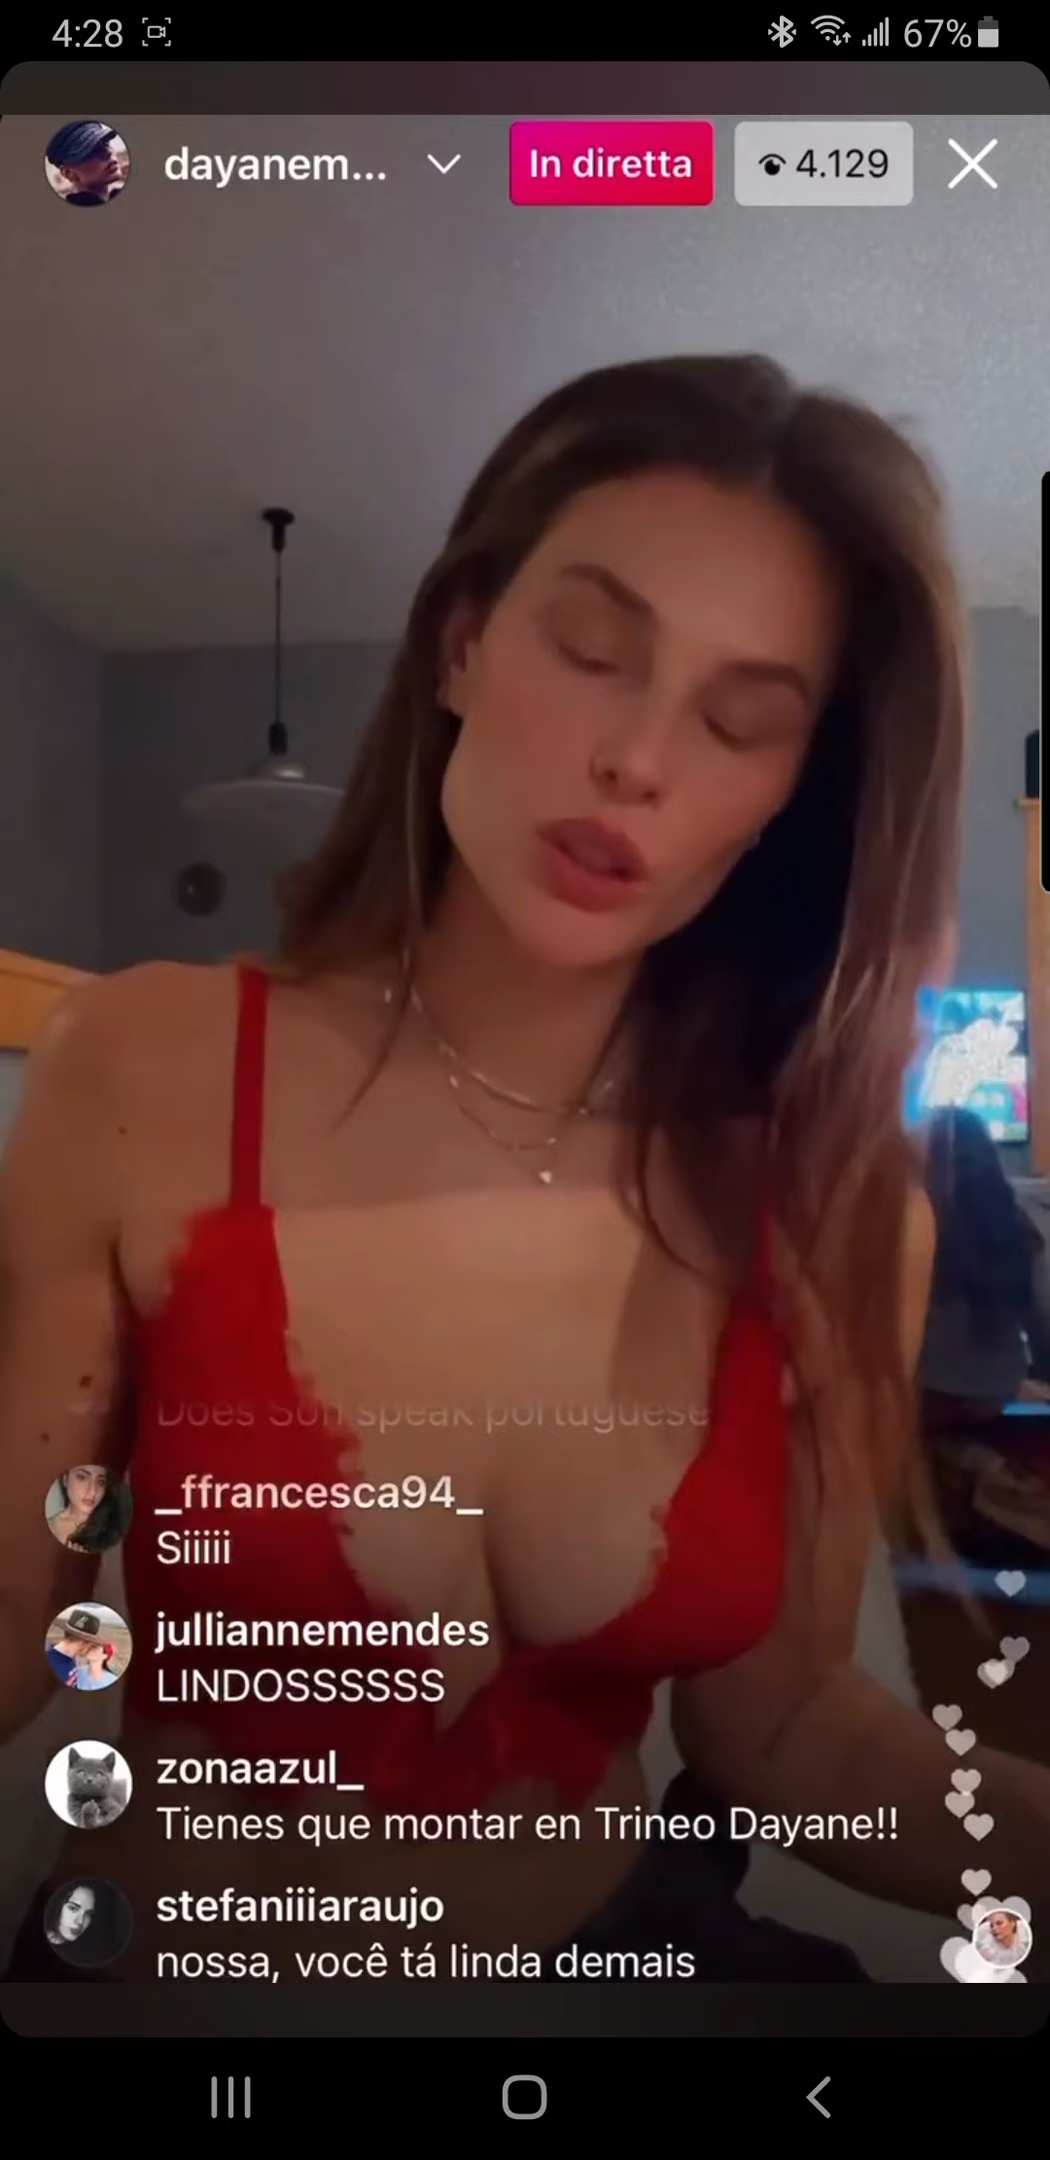 4:28 67%
dayanem... In diretta 4.129
Does Son speak portuguese
_ffrancesca94_
Siiiii
julliannemendes
LINDOSSSSSS
zonaazul_
Tienes que montar en Trineo Dayane!!
stefaniiiaraujo
nossa, você tá linda demais